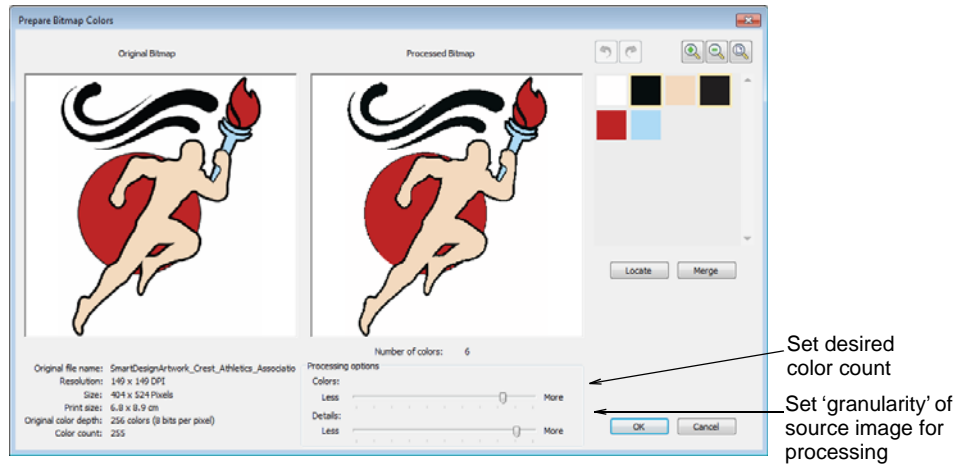 Prepare Bitmap Colors
Original Bitmap
Processed Bitmap
Locate
Merge
Number of colors: 6
Original file name: SmartDesignArtwork_Crest_Athletics_Associatio
Resolution: 149 x 149 DPI
Size: 404 x 524 Pixels
Print size: 6.8 x 8.9 cm
Original color depth: 256 colors (8 bits per pixel)
Color count: 255
Processing options
Colors:
Less More
Details:
Less More
OK
Cancel
Set desired
color count
Set ‘granularity’ of
source image for
processing